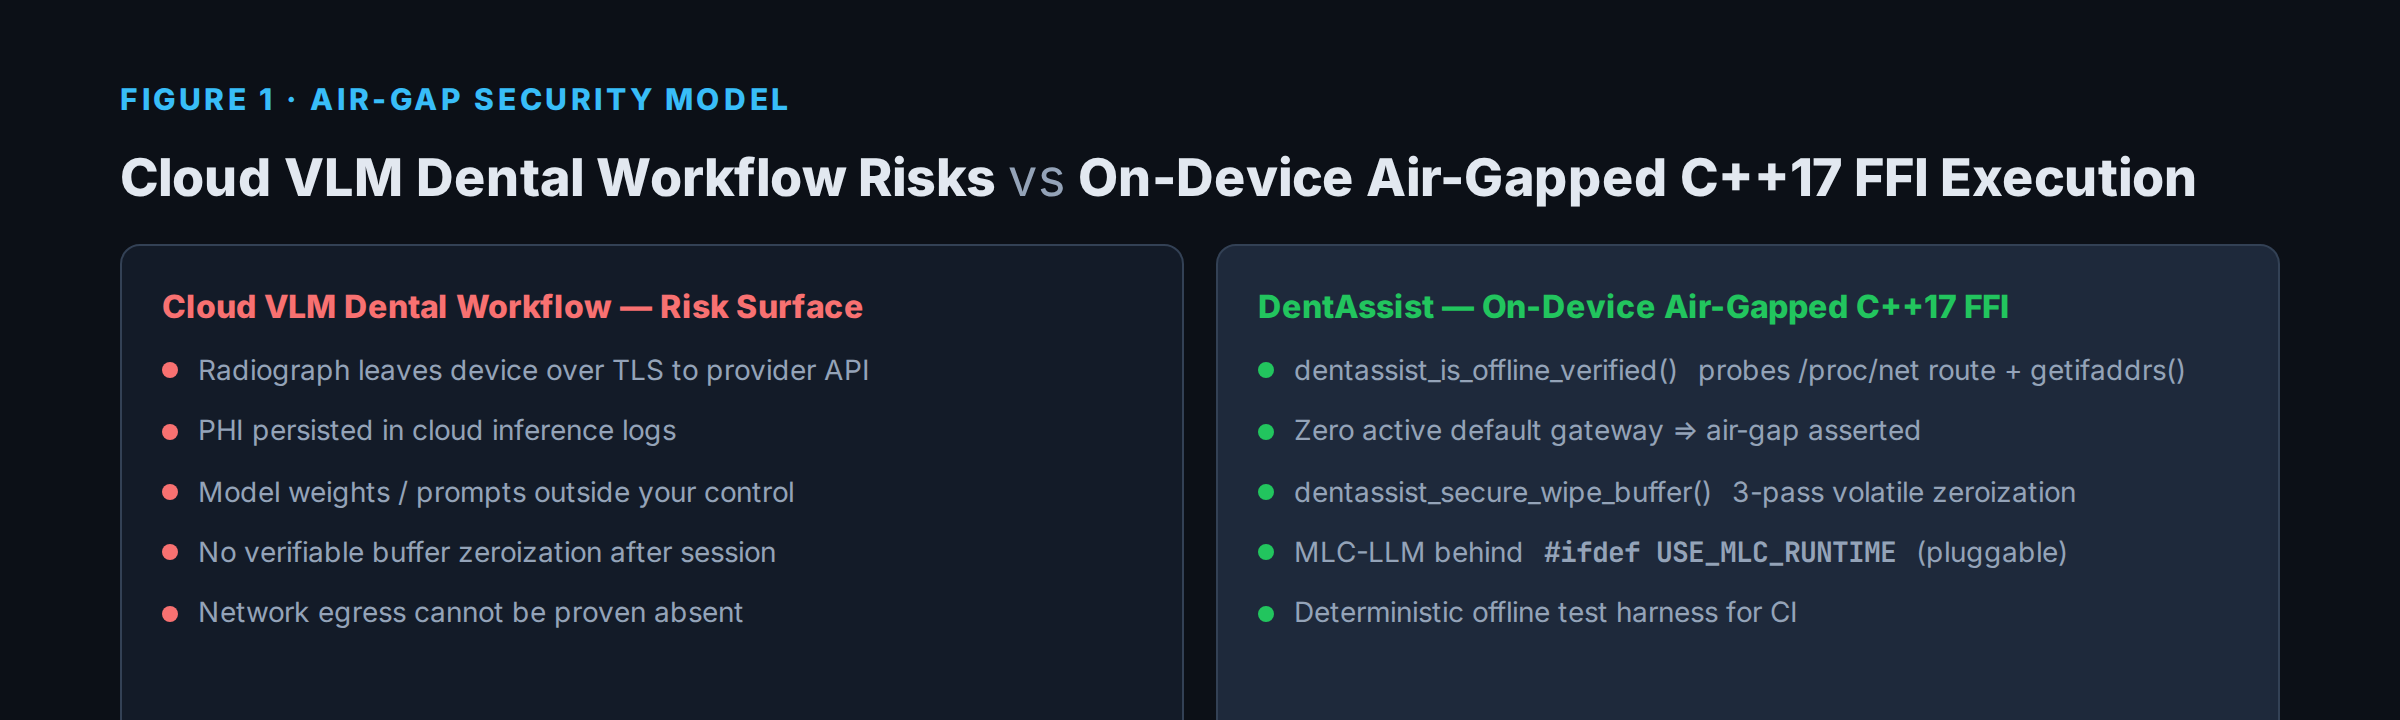 FIGURE 1 · AIR-GAP SECURITY MODEL
Cloud VLM Dental Workflow Risks vs On-Device Air-Gapped C++17 FFI Execution
Cloud VLM Dental Workflow — Risk Surface
Radiograph leaves device over TLS to provider API
PHI persisted in cloud inference logs
Model weights / prompts outside your control
No verifiable buffer zeroization after session
Network egress cannot be proven absent
DentAssist — On-Device Air-Gapped C++17 FFI
dentassist_is_offline_verified() probes /proc/net route + getifaddrs()
Zero active default gateway ⇒ air-gap asserted
dentassist_secure_wipe_buffer() 3-pass volatile zeroization
MLC-LLM behind #ifdef USE_MLC_RUNTIME (pluggable)
Deterministic offline test harness for CI